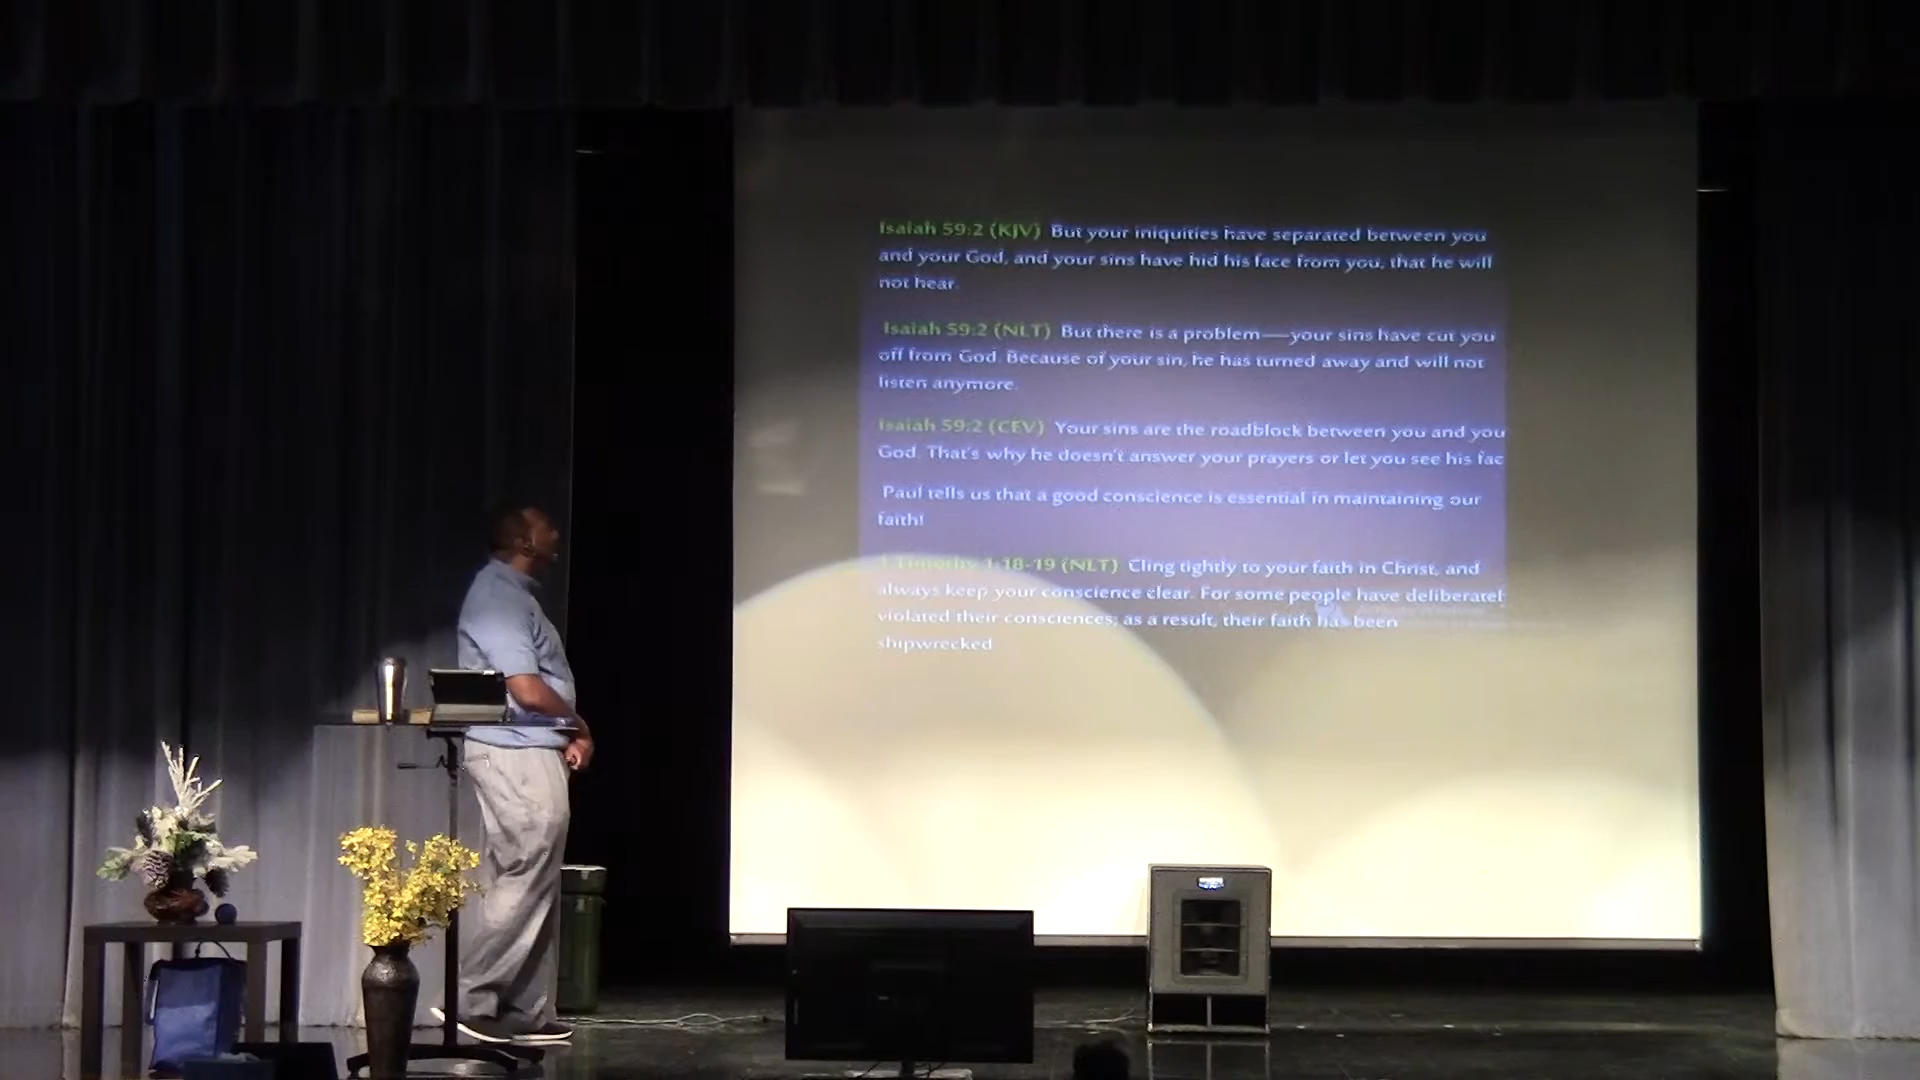 Isaiah 59:2 (KJV) But your iniquities have separated between you
and your God, and your sins have hid his face from you, that he will
not hear.
Isaiah 59:2 (NLT) But there is a problem—your sins have cut you
off from God. Because of your sin, he has turned away and will not
listen anymore.
Isaiah 59:2 (CEV) Your sins are the roadblock between you and you
God. That's why he doesn't answer your prayers or let you see his fac
Paul tells us that a good conscience is essential in maintaining our
faith!
1 Timothy 1:18-19 (NLT) Cling tightly to your faith in Christ, and
always keep your conscience clear. For some people have deliberatel
violated their consciences; as a result, their faith has been
shipwrecked